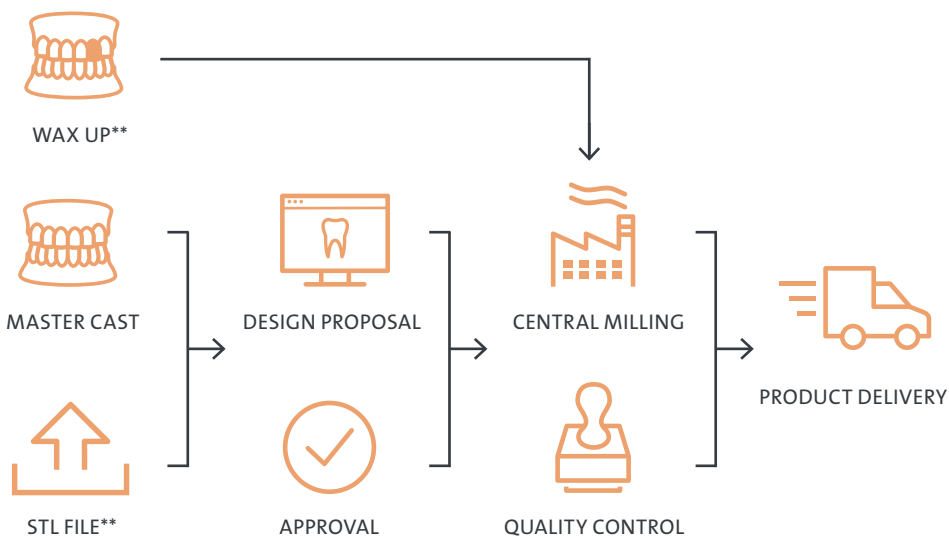 WAX UP**
MASTER CAST
DESIGN PROPOSAL
CENTRAL MILLING
PRODUCT DELIVERY
STL FILE**
APPROVAL
QUALITY CONTROL